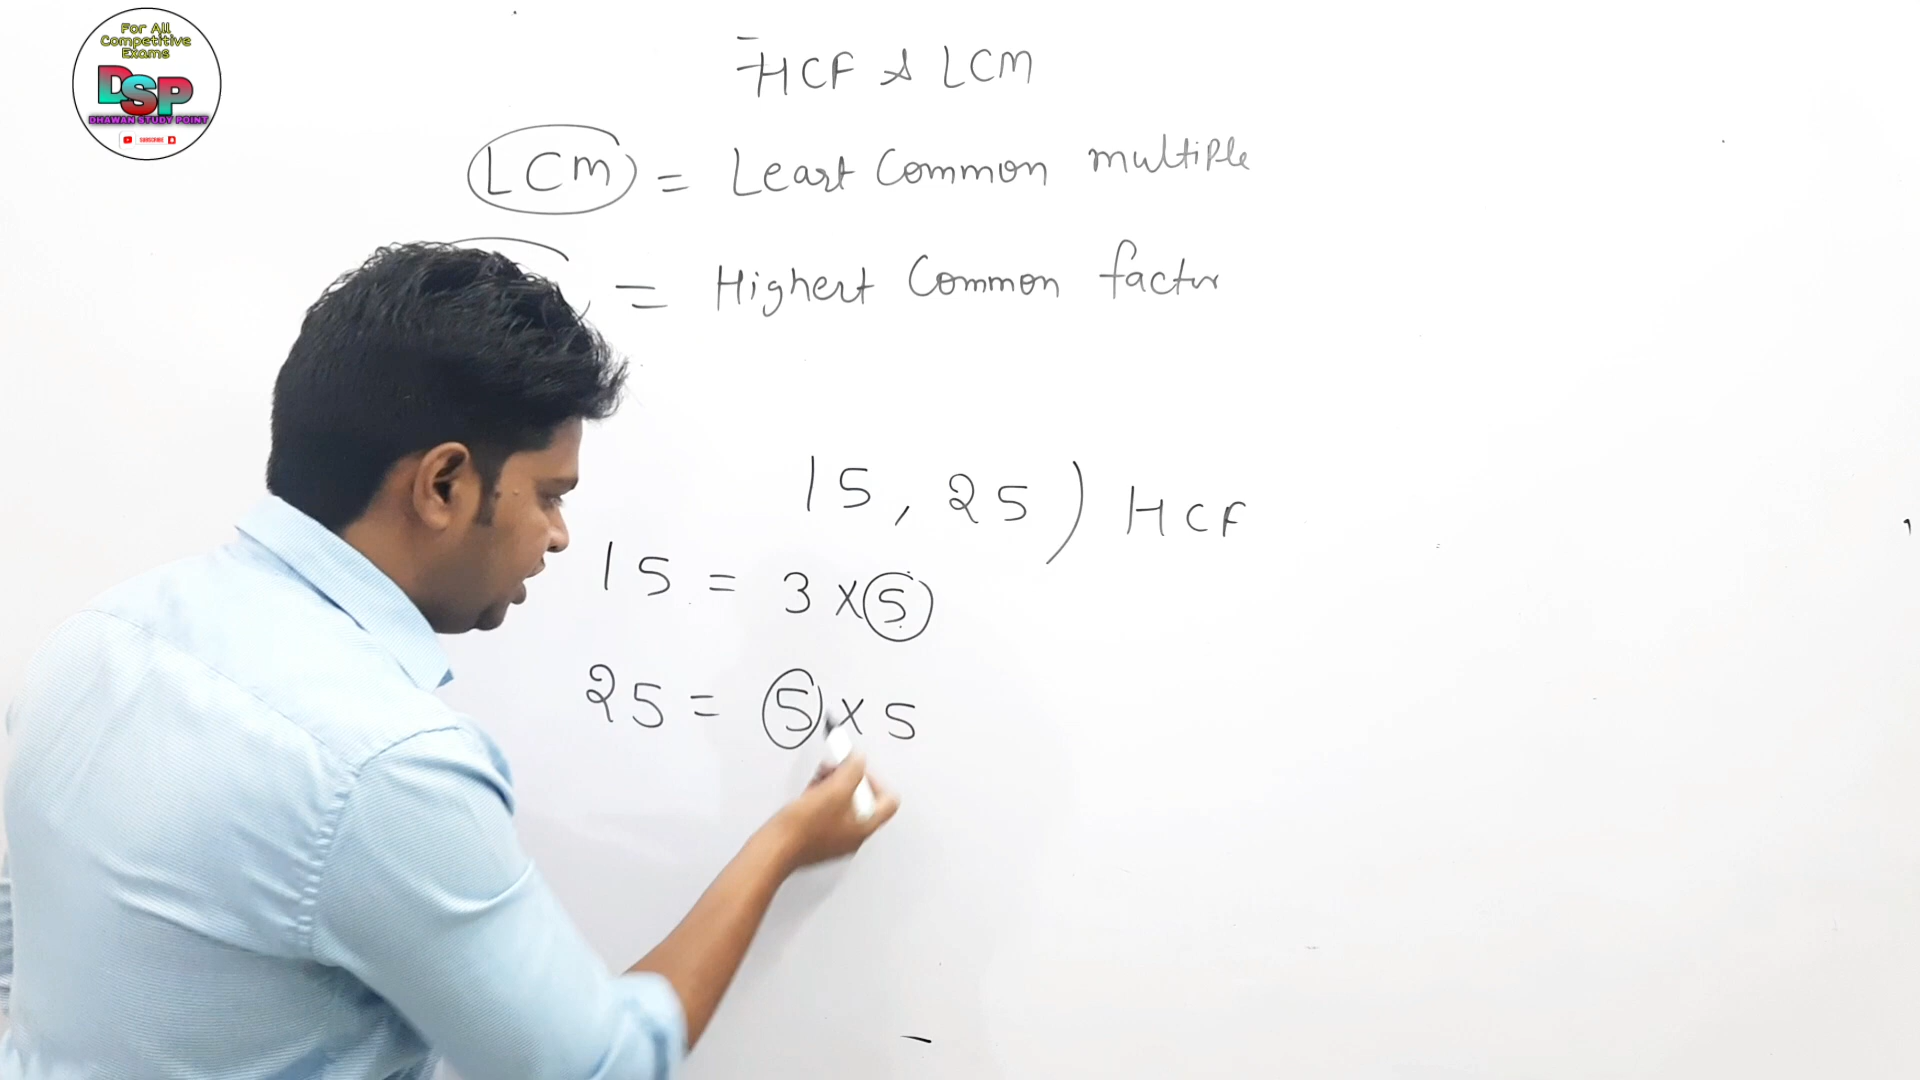 For All
Competitive
Exams
DSP
DHAWAN STUDY POINT
SUBSCRIBE
HCF & LCM
LCM = Least Common multiple
= Highest Common factor
15, 25) HCF
15 = 3 × 5
25 = 5 × 5